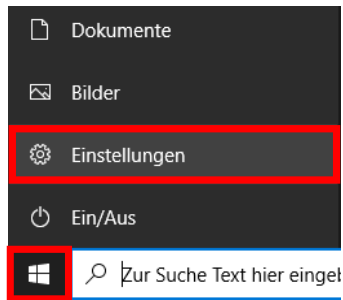 Dokumente
Bilder
Einstellungen
Ein/Aus
Zur Suche Text hier eingeb